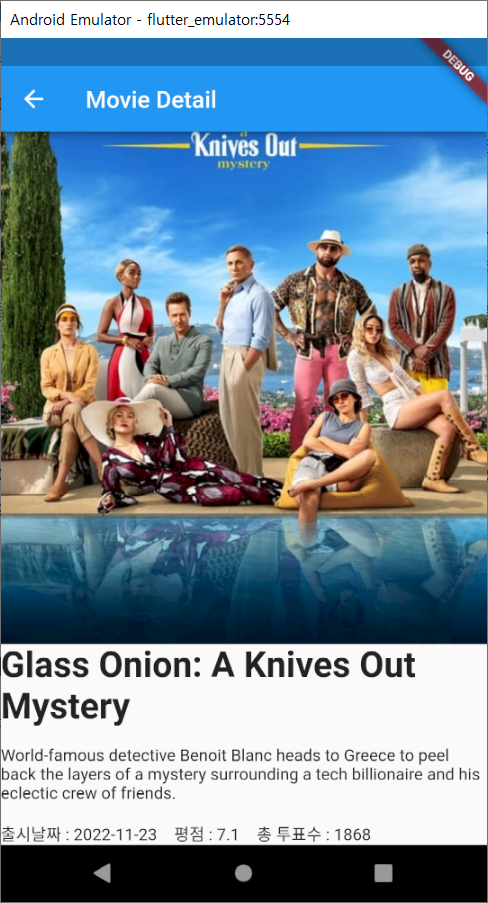 Android Emulator - flutter_emulator:5554
DEBUG
Movie Detail
a
Knives Out
mystery
Glass Onion: A Knives Out
Mystery
World-famous detective Benoit Blanc heads to Greece to peel
back the layers of a mystery surrounding a tech billionaire and his
eclectic crew of friends.
출시날짜 : 2022-11-23 평점 : 7.1 총 투표수 : 1868